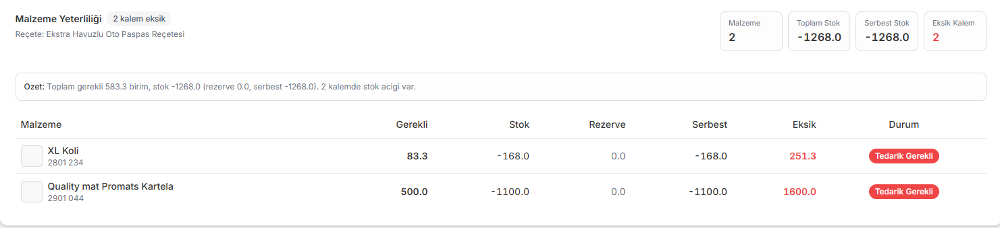 Malzeme Yeterliliği 2 kalem eksik
Reçete: Ekstra Havuzlu Oto Paspas Reçetesi
Malzeme Toplam Stok Serbest Stok Eksik Kalem
2 -1268.0 -1268.0 2
Ozet: Toplam gerekli 583.3 birim, stok -1268.0 (rezerve 0.0, serbest -1268.0). 2 kalemde stok acigi var.
Malzeme Gerekli Stok Rezerve Serbest Eksik Durum
XL Koli 83.3 -168.0 0.0 -168.0 251.3 Tedarik Gerekli
2801 234
Quality mat Promats Kartela 500.0 -1100.0 0.0 -1100.0 1600.0 Tedarik Gerekli
2901 044